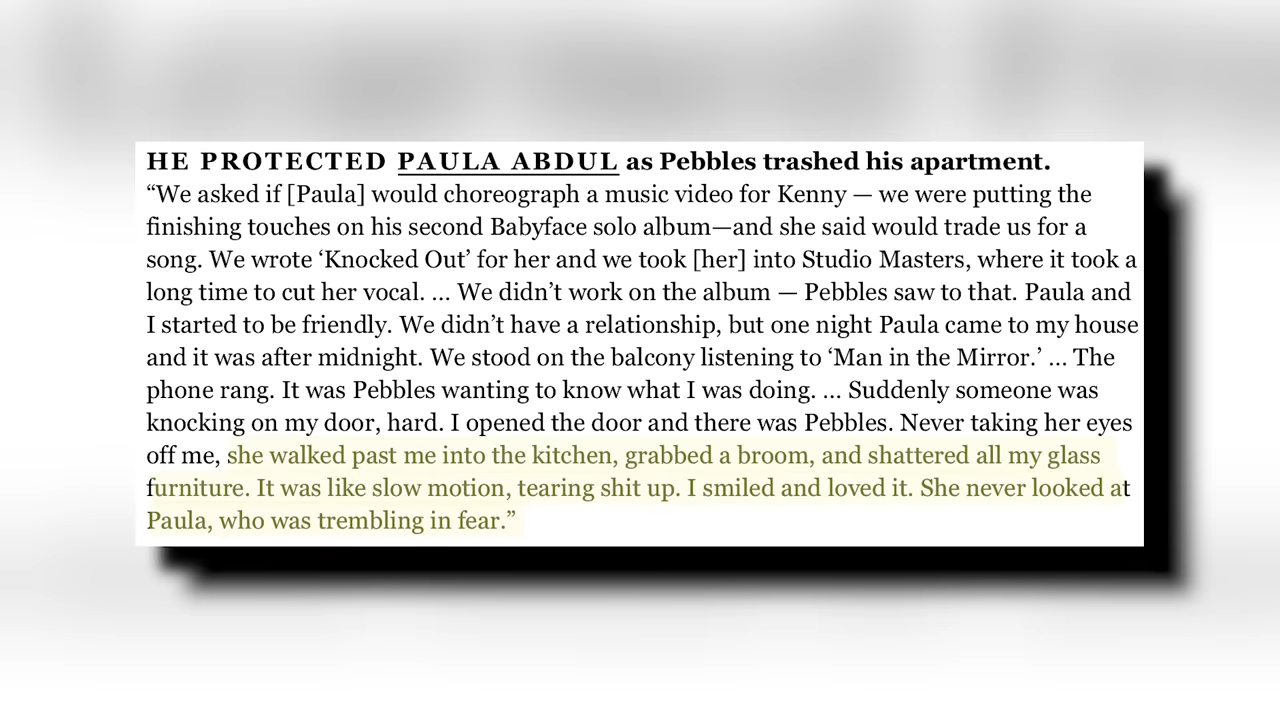 HE PROTECTED PAULA ABDUL as Pebbles trashed his apartment.
“We asked if [Paula] would choreograph a music video for Kenny — we were putting the
finishing touches on his second Babyface solo album—and she said would trade us for a
song. We wrote ‘Knocked Out’ for her and we took [her] into Studio Masters, where it took a
long time to cut her vocal. … We didn’t work on the album — Pebbles saw to that. Paula and
I started to be friendly. We didn’t have a relationship, but one night Paula came to my house
and it was after midnight. We stood on the balcony listening to ‘Man in the Mirror.’ … The
phone rang. It was Pebbles wanting to know what I was doing. … Suddenly someone was
knocking on my door, hard. I opened the door and there was Pebbles. Never taking her eyes
off me, she walked past me into the kitchen, grabbed a broom, and shattered all my glass
furniture. It was like slow motion, tearing shit up. I smiled and loved it. She never looked at
Paula, who was trembling in fear.”